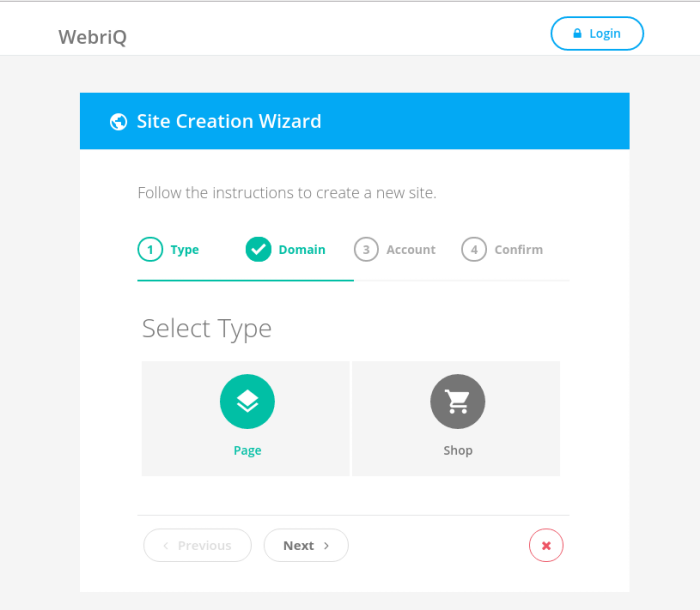 WebriQ
Login
Site Creation Wizard
Follow the instructions to create a new site.
1 Type Domain 3 Account 4 Confirm
Select Type
Page Shop
Previous Next